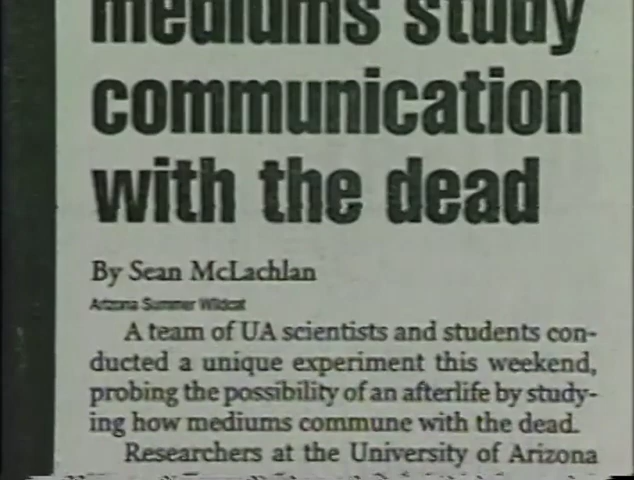 mediums study
communication
with the dead
By Sean McLachlan
Arizona Summer Wildcat
A team of UA scientists and students con-
ducted a unique experiment this weekend,
probing the possibility of an afterlife by study-
ing how mediums commune with the dead.
Researchers at the University of Arizona